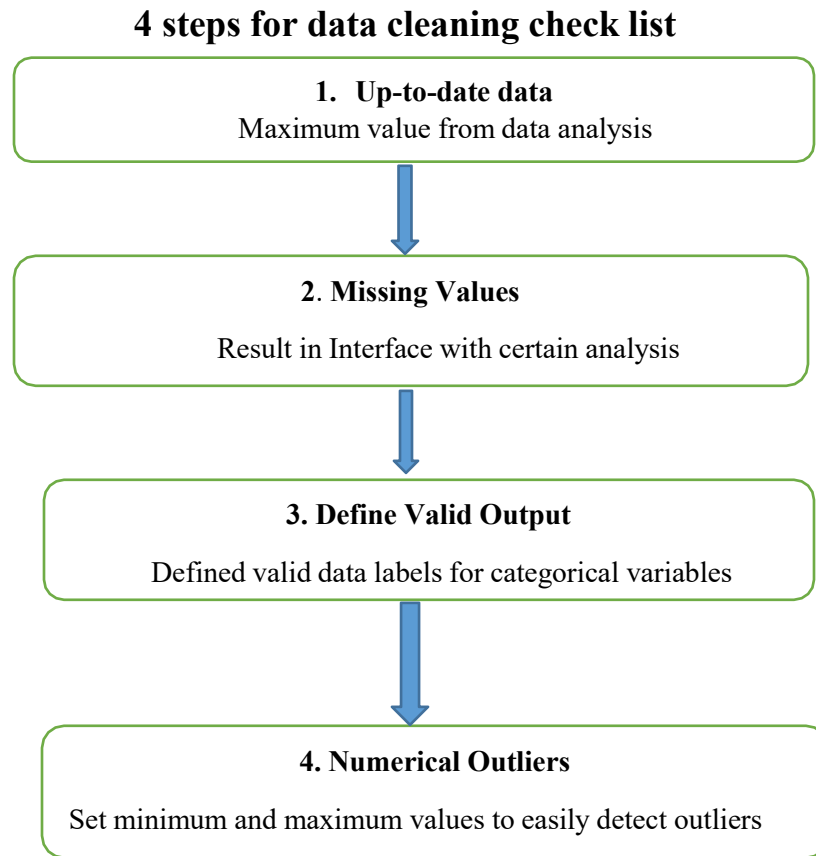 4 steps for data cleaning check list
1. Up-to-date data
Maximum value from data analysis
2. Missing Values
Result in Interface with certain analysis
3. Define Valid Output
Defined valid data labels for categorical variables
4. Numerical Outliers
Set minimum and maximum values to easily detect outliers